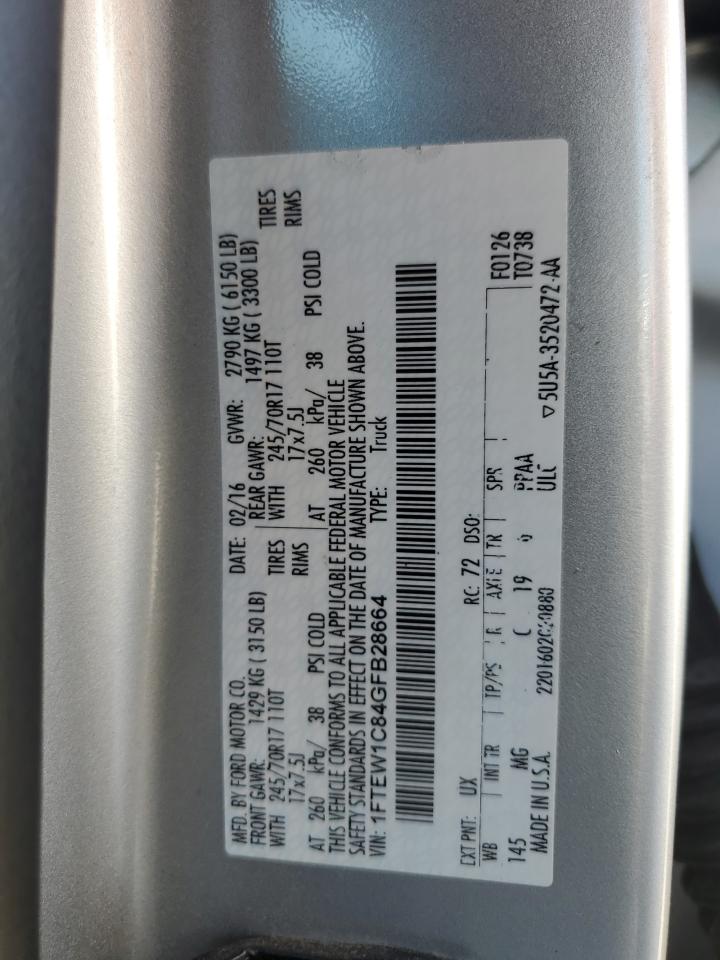 MFD. BY FORD MOTOR CO. DATE: 02/16 GVWR: 2790 KG ( 6150 LB)
FRONT GAWR: 1429 KG ( 3150 LB) REAR GAWR: 1497 KG ( 3300 LB)
WITH 245/70R17 110T TIRES WITH 245/70R17 110T TIRES
17x7.5J RIMS 17x7.5J RIMS
AT 260 kPa/ 38 PSI COLD AT 260 kPa/ 38 PSI COLD
THIS VEHICLE CONFORMS TO ALL APPLICABLE FEDERAL MOTOR VEHICLE
SAFETY STANDARDS IN EFFECT ON THE DATE OF MANUFACTURE SHOWN ABOVE.
VIN: 1FTEW1C84GFB28664 TYPE: Truck
EXT PNT: UX RC: 72 DSO:
WB INT TR TP/PS R AXLE TR SPR F0126
145 MG C 19 T0738
MADE IN U.S.A. ▽5U5A-3520472-AA